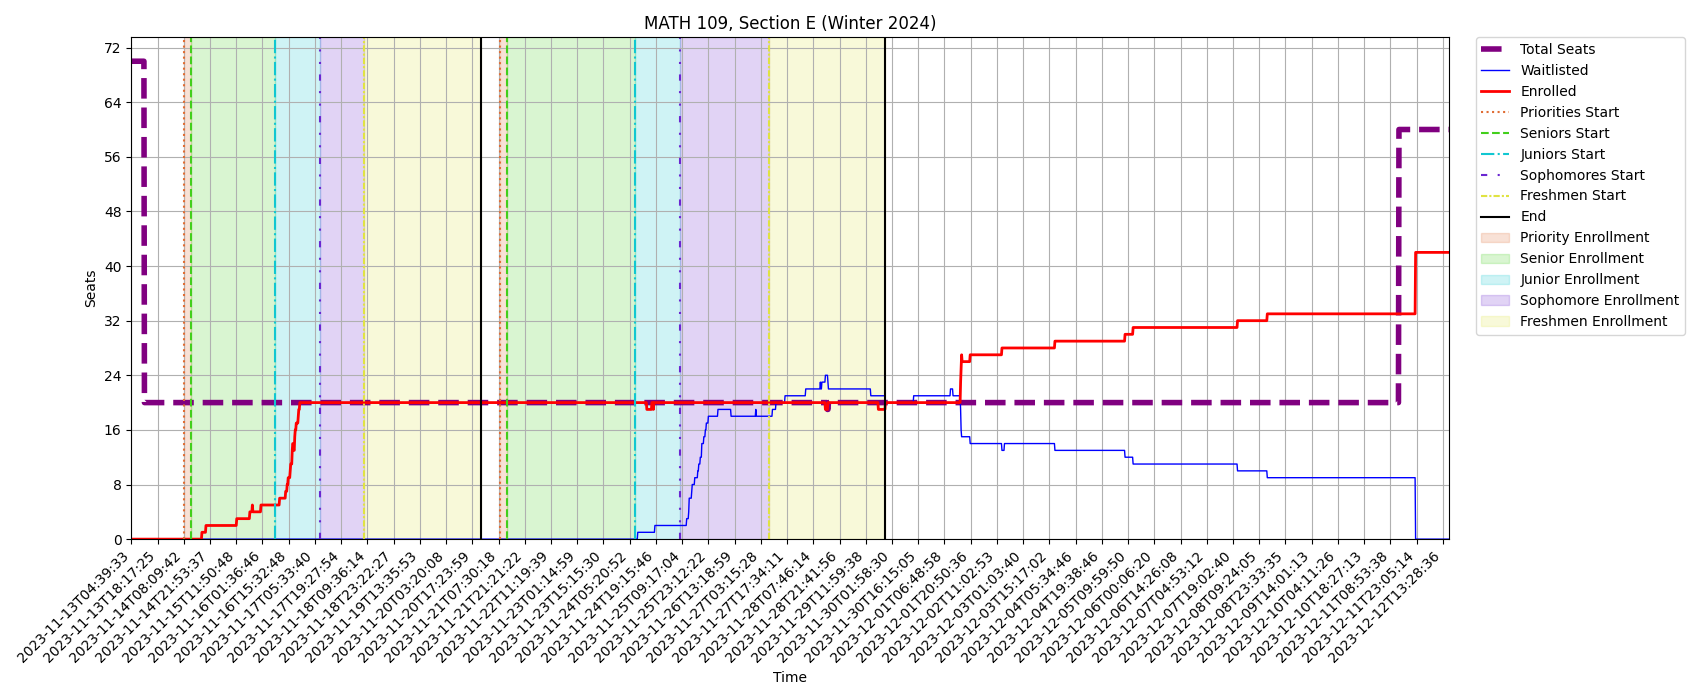 MATH 109, Section E (Winter 2024)
Seats
72
64
56
48
40
32
24
16
8
0
2023-11-13T04:39:33
2023-11-13T18:17:25
2023-11-14T08:09:42
2023-11-14T21:53:37
2023-11-15T11:50:48
2023-11-16T01:36:46
2023-11-16T15:32:48
2023-11-17T05:33:40
2023-11-17T19:27:54
2023-11-18T09:36:14
2023-11-18T23:22:27
2023-11-19T13:35:53
2023-11-20T03:20:08
2023-11-20T17:23:59
2023-11-21T07:30:18
2023-11-21T21:21:22
2023-11-22T11:19:39
2023-11-23T01:14:59
2023-11-23T15:15:30
2023-11-24T05:20:52
2023-11-24T19:15:46
2023-11-25T09:17:04
2023-11-25T23:12:22
2023-11-26T13:18:59
2023-11-27T03:15:28
2023-11-27T17:34:11
2023-11-28T07:46:14
2023-11-28T21:41:56
2023-11-29T11:59:38
2023-11-30T01:58:30
2023-11-30T16:15:05
2023-12-01T06:48:58
2023-12-01T20:50:36
2023-12-02T11:02:53
2023-12-03T01:03:40
2023-12-03T15:17:02
2023-12-04T05:34:46
2023-12-04T19:38:46
2023-12-05T09:59:50
2023-12-06T00:06:20
2023-12-06T14:26:08
2023-12-07T04:53:12
2023-12-07T19:02:40
2023-12-08T09:24:05
2023-12-08T23:33:35
2023-12-09T14:01:13
2023-12-10T04:11:26
2023-12-10T18:27:13
2023-12-11T08:53:38
2023-12-11T23:05:14
2023-12-12T13:28:36
Time
Total Seats
Waitlisted
Enrolled
Priorities Start
Seniors Start
Juniors Start
Sophomores Start
Freshmen Start
End
Priority Enrollment
Senior Enrollment
Junior Enrollment
Sophomore Enrollment
Freshmen Enrollment